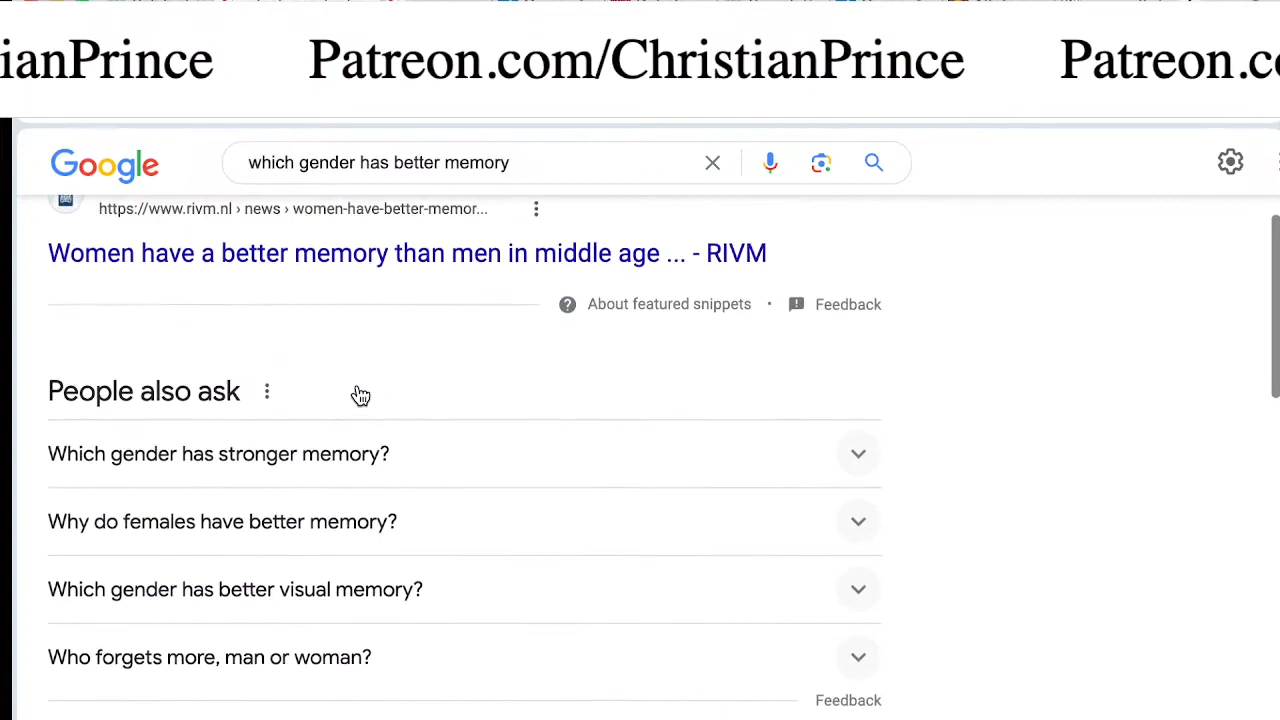 ianPrince Patreon.com/ChristianPrince Patreon.c
Google which gender has better memory
https://www.rivm.nl › news › women-have-better-memor...
Women have a better memory than men in middle age ... - RIVM
About featured snippets • Feedback
People also ask
Which gender has stronger memory?
Why do females have better memory?
Which gender has better visual memory?
Who forgets more, man or woman?
Feedback